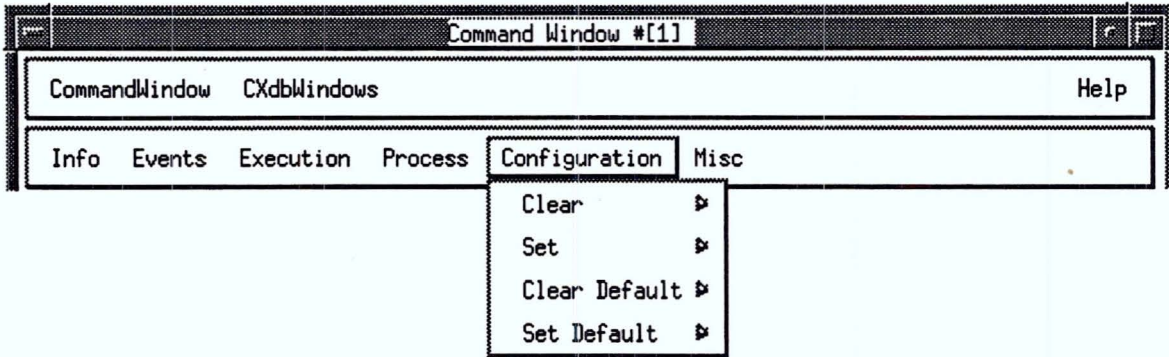 Command Window #[1]
CommandWindow CXdbWindows Help
Info Events Execution Process Configuration Misc
Clear
Set
Clear Default
Set Default